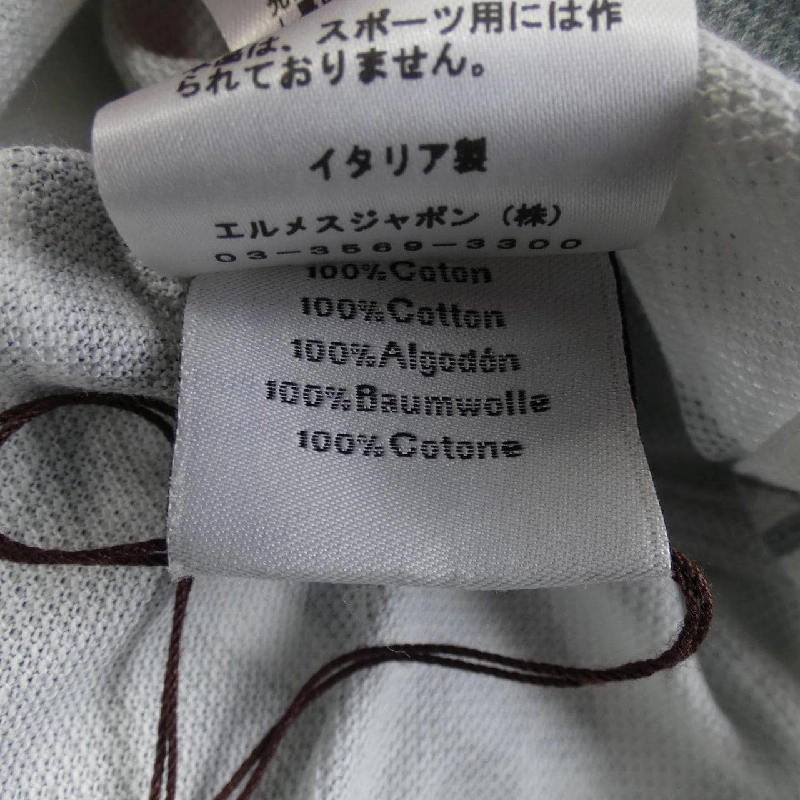 スポーツ用には作
られておりません。
イタリア製
エルメスジャポン（株）
03-3569-3300
100%Coton
100%Cotton
100%Algodón
100%Baumwolle
100%Cotone